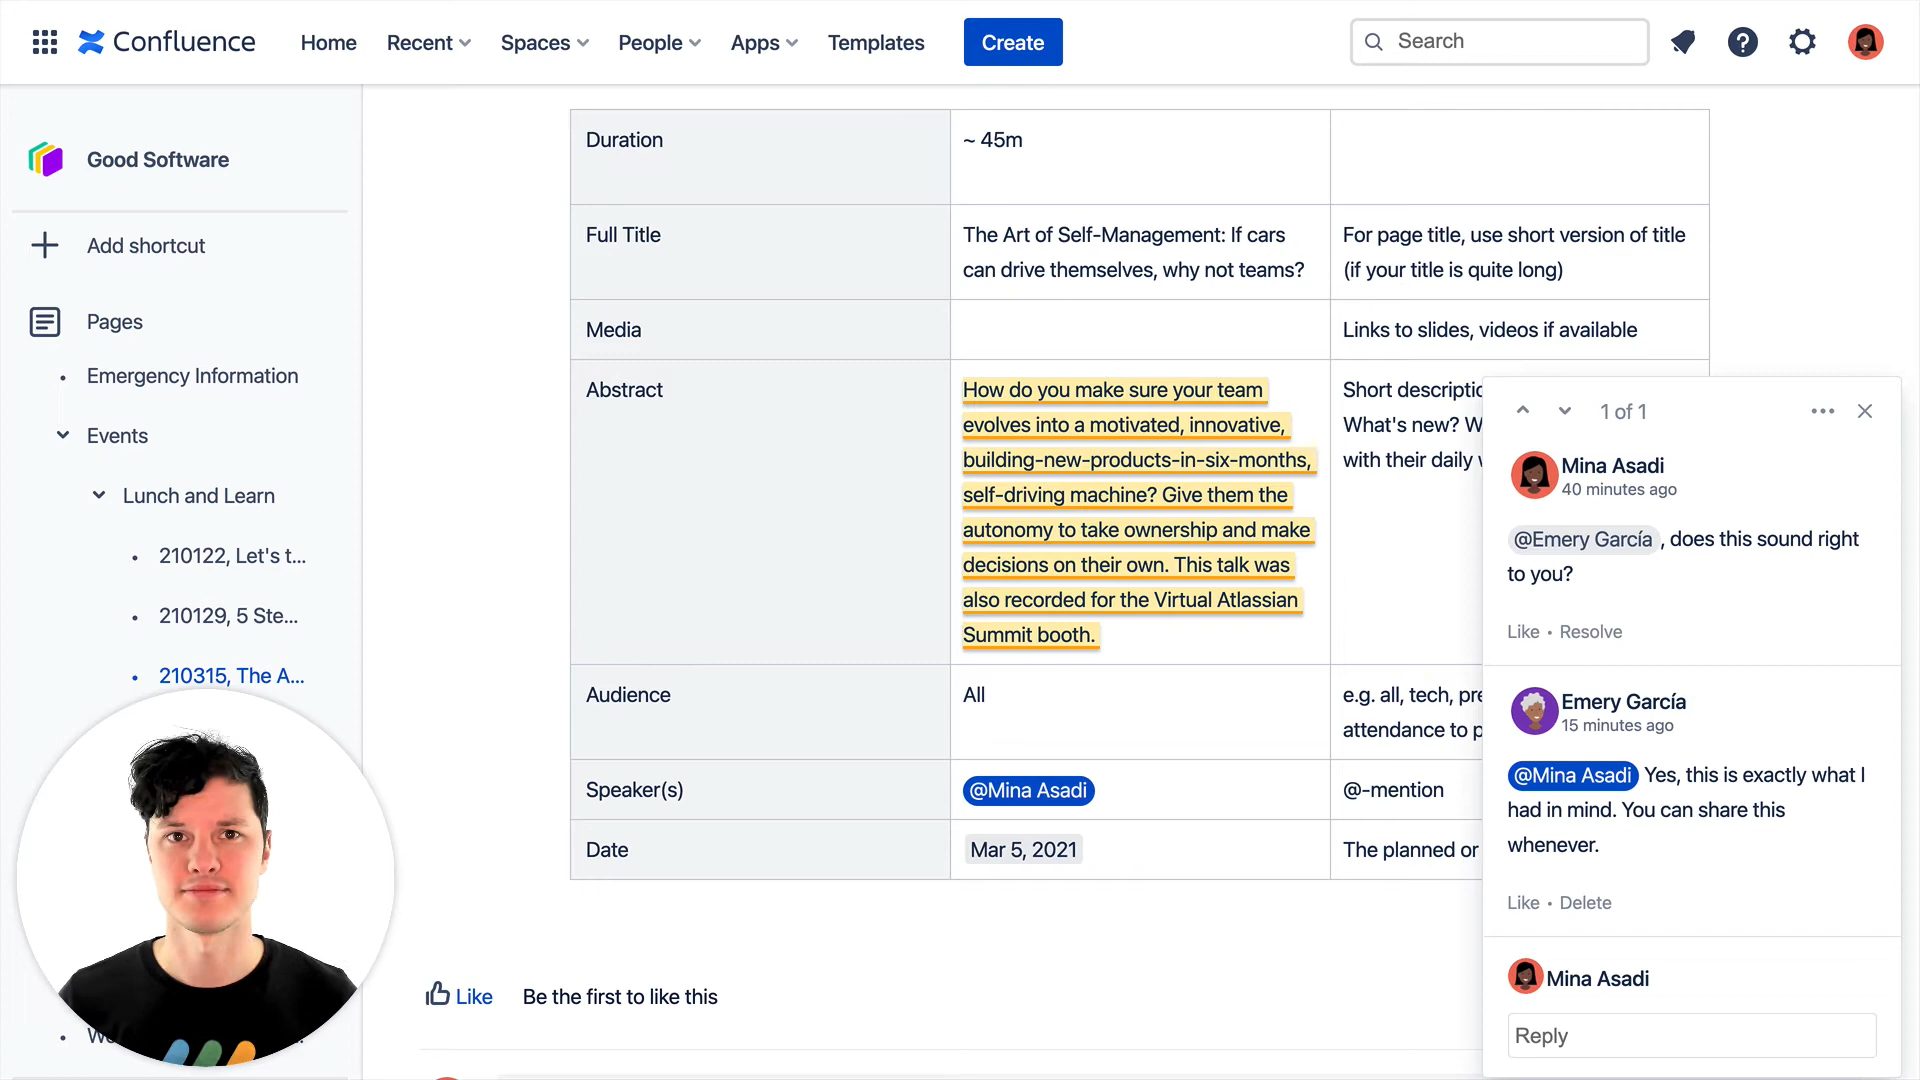 Confluence
Home
Recent
Spaces
People
Apps
Templates
Create
Search
Good Software
Add shortcut
Pages
Emergency Information
Events
Lunch and Learn
210122, Let's t...
210129, 5 Ste...
210315, The A...
Duration
~ 45m
Full Title
The Art of Self-Management: If cars
can drive themselves, why not teams?
For page title, use short version of title
(if your title is quite long)
Media
Links to slides, videos if available
Abstract
How do you make sure your team
evolves into a motivated, innovative,
building-new-products-in-six-months,
self-driving machine? Give them the
autonomy to take ownership and make
decisions on their own. This talk was
also recorded for the Virtual Atlassian
Summit booth.
Short
What's new?
with their daily
Audience
All
e.g. all, tech,
attendance to
Speaker(s)
@Mina Asadi
@-mention
Date
Mar 5, 2021
The planned or
Like
Be the first to like this
1 of 1
Mina Asadi
40 minutes ago
@Emery García , does this sound right
to you?
Like • Resolve
Emery García
15 minutes ago
@Mina Asadi Yes, this is exactly what I
had in mind. You can share this
whenever.
Like • Delete
Mina Asadi
Reply